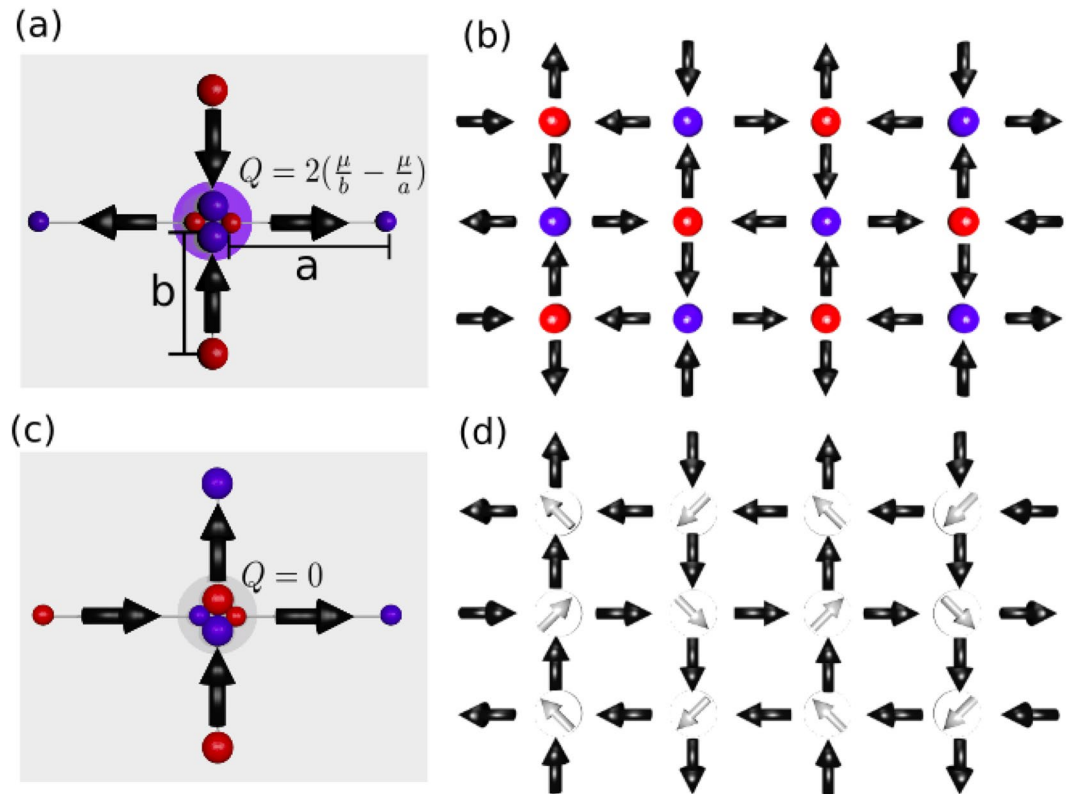 (a)
(b)
Q = 2(μ/b − μ/a)
a
b
(c)
(d)
Q = 0